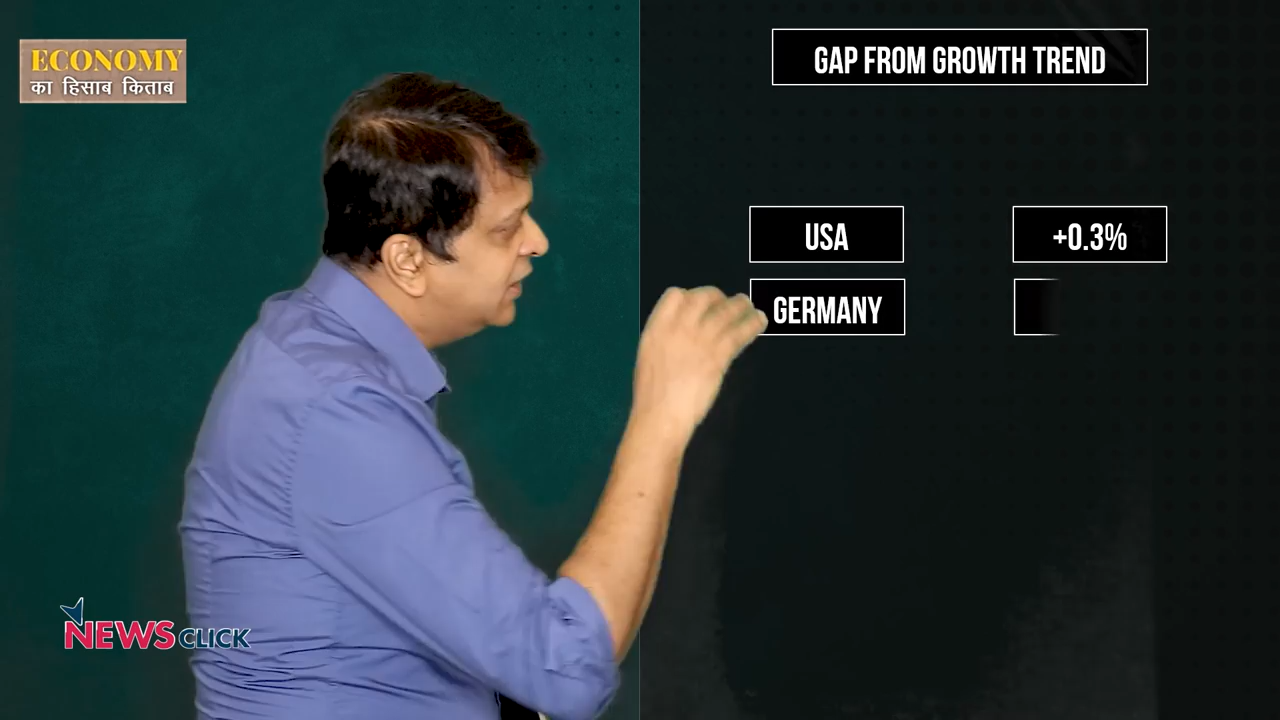 ECONOMY
का हिसाब किताब
GAP FROM GROWTH TREND
USA
+0.3%
GERMANY
NEWSCLICK